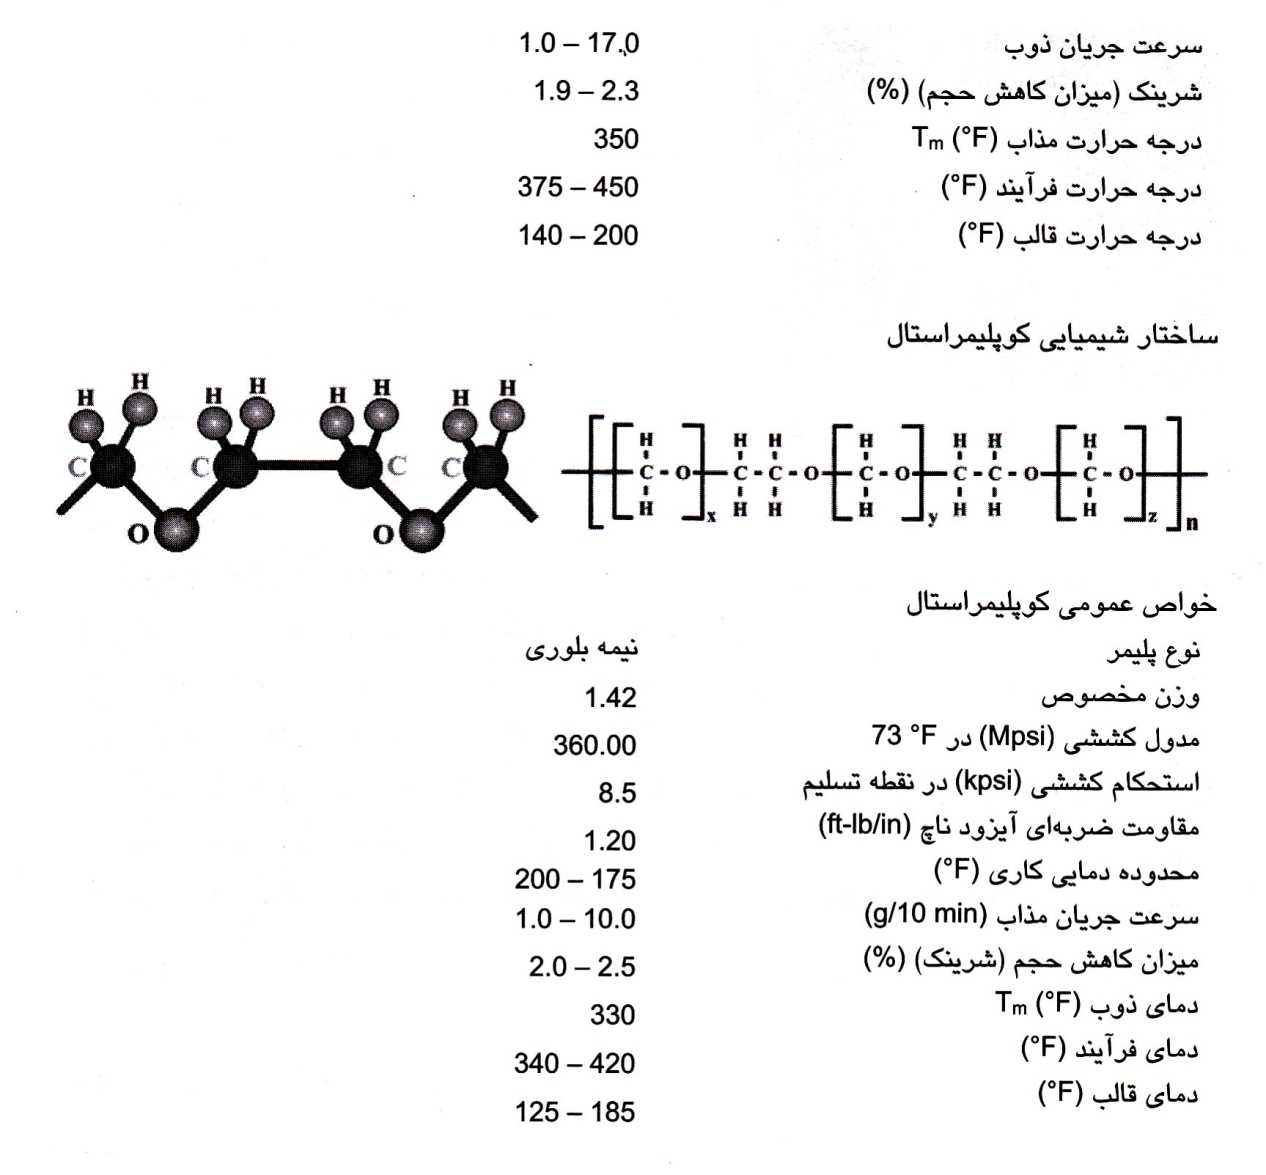 سرعت جریان ذوب 1.0 – 17.0
شرینک (میزان کاهش حجم) (%) 1.9 – 2.3
درجه حرارت مذاب (°F) Tm 350
درجه حرارت فرآیند (°F) 375 – 450
درجه حرارت قالب (°F) 140 – 200
ساختار شیمیایی کوپلیمراستال
H H H H H H H H
C C C C
O O
H H H H H H H
C - O C - C - O C - O C - C - O C - O
H H H H H H H
x y z n
خواص عمومی کوپلیمراستال
نوع پلیمر نیمه بلوری
وزن مخصوص 1.42
مدول کششی (Mpsi) در 73 °F 360.00
استحکام کششی (kpsi) در نقطه تسلیم 8.5
مقاومت ضربه‌ای آیزود ناچ (ft-lb/in) 1.20
محدوده دمایی کاری (°F) 200 – 175
سرعت جریان مذاب (g/10 min) 1.0 – 10.0
میزان کاهش حجم (شرینک) (%) 2.0 – 2.5
دمای ذوب (°F) Tm 330
دمای فرآیند (°F) 340 – 420
دمای قالب (°F) 125 – 185